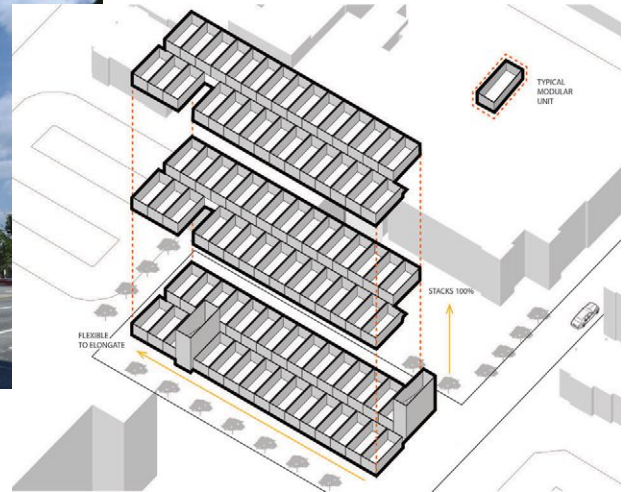 TYPICAL
MODULAR
UNIT
STACKS 100%
FLEXIBLE
TO ELONGATE